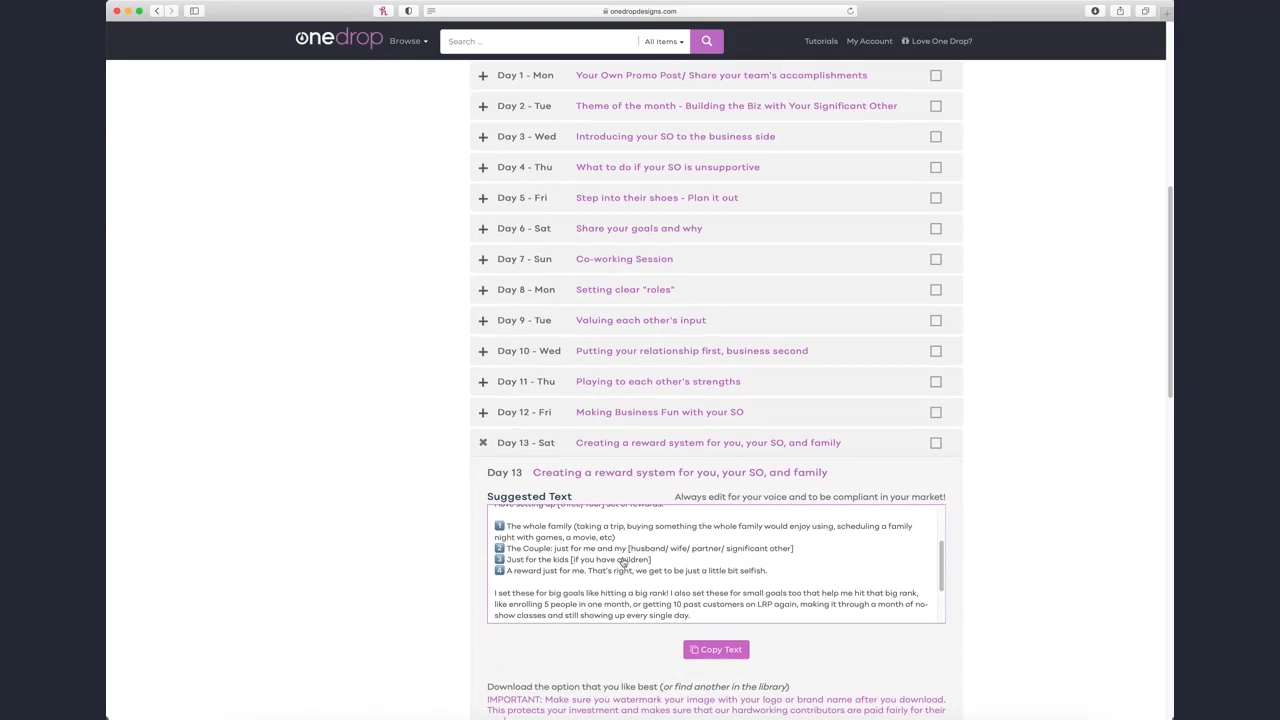 onedropdesigns.com
onedrop
Browse
Search ...
All Items
Tutorials
My Account
Love One Drop?
Day 1 - Mon Your Own Promo Post/ Share your team's accomplishments
Day 2 - Tue Theme of the month - Building the Biz with Your Significant Other
Day 3 - Wed Introducing your SO to the business side
Day 4 - Thu What to do if your SO is unsupportive
Day 5 - Fri Step into their shoes - Plan it out
Day 6 - Sat Share your goals and why
Day 7 - Sun Co-working Session
Day 8 - Mon Setting clear "roles"
Day 9 - Tue Valuing each other's input
Day 10 - Wed Putting your relationship first, business second
Day 11 - Thu Playing to each other's strengths
Day 12 - Fri Making Business Fun with your SO
Day 13 - Sat Creating a reward system for you, your SO, and family
Day 13 Creating a reward system for you, your SO, and family
Suggested Text Always edit for your voice and to be compliant in your market!
1 The whole family (taking a trip, buying something the whole family would enjoy using, scheduling a family
night with games, a movie, etc)
2 The Couple: just for me and my [husband/ wife/ partner/ significant other]
3 Just for the kids [if you have children]
4 A reward just for me. That's right, we get to be just a little bit selfish.
I set these for big goals like hitting a big rank! I also set these for small goals too that help me hit that big rank,
like enrolling 5 people in one month, or getting 10 past customers on LRP again, making it through a month of no-
show classes and still showing up every single day.
Copy Text
Download the option that you like best (or find another in the library)
IMPORTANT: Make sure you watermark your image with your logo or brand name after you download.
This protects your investment and makes sure that our hardworking contributors are paid fairly for their